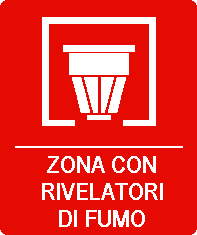 ZONA CON
RIVELATORI
DI FUMO